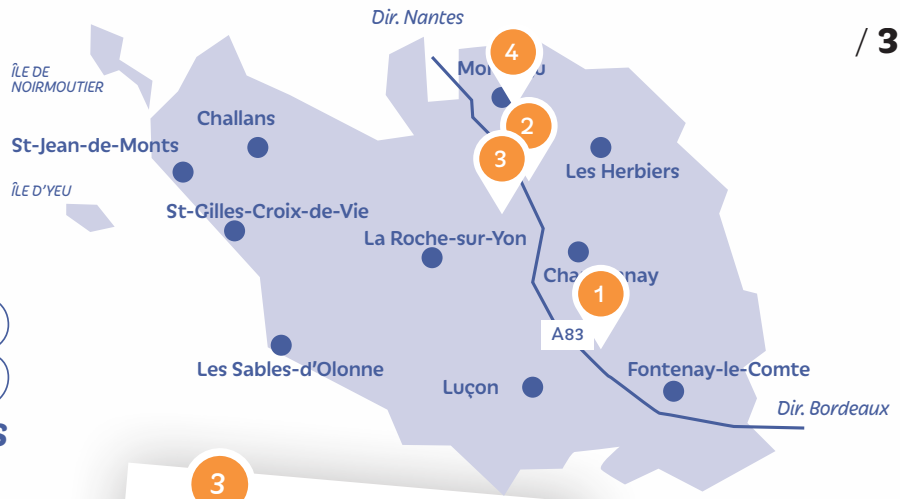 Dir. Nantes
/ 3
4
ÎLE DE
NOIRMOUTIER
Challans
2
St-Jean-de-Monts
3
Les Herbiers
ÎLE D'YEU
St-Gilles-Croix-de-Vie
La Roche-sur-Yon
1
A83
Les Sables-d'Olonne
Fontenay-le-Comte
Luçon
Dir. Bordeaux
3